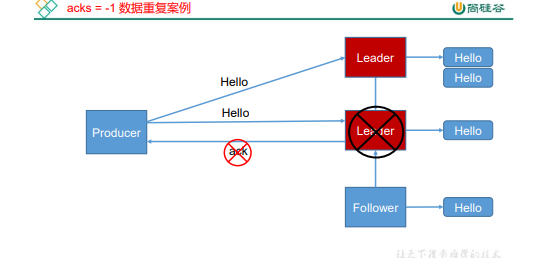 acks = -1 数据重复案例
尚硅谷
Leader
Hello
Hello
Hello
Hello
Producer
Leader
Hello
ack
Follower
Hello
让天下没有难学的技术